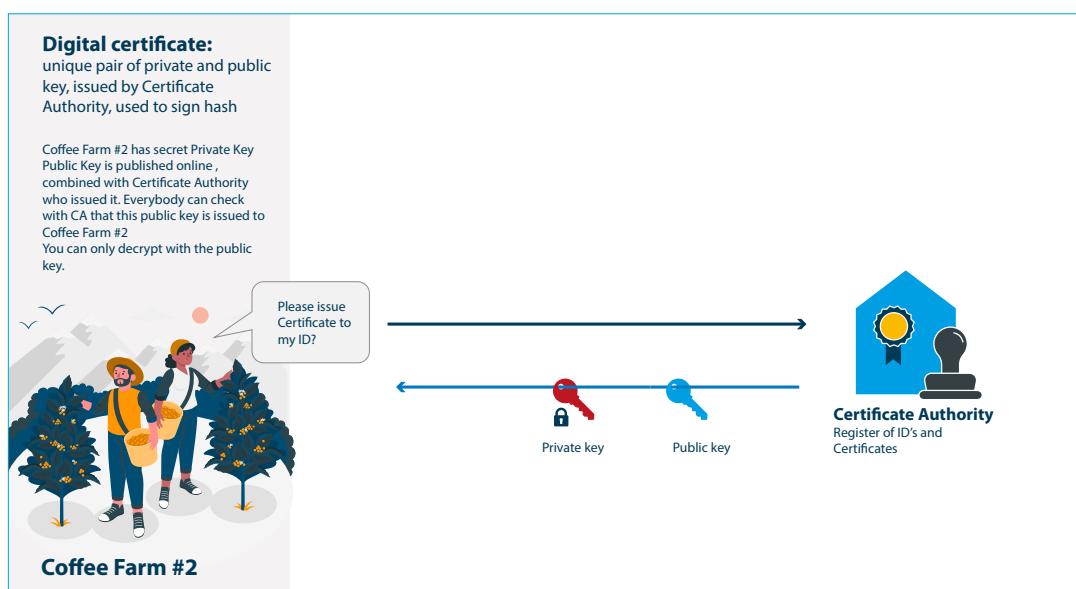 Digital certificate:
unique pair of private and public
key, issued by Certificate
Authority, used to sign hash
Coffee Farm #2 has secret Private Key
Public Key is published online ,
combined with Certificate Authority
who issued it. Everybody can check
with CA that this public key is issued to
Coffee Farm #2
You can only decrypt with the public
key.
Please issue
Certificate to
my ID?
Private key
Public key
Certificate Authority
Register of ID's and
Certificates
Coffee Farm #2